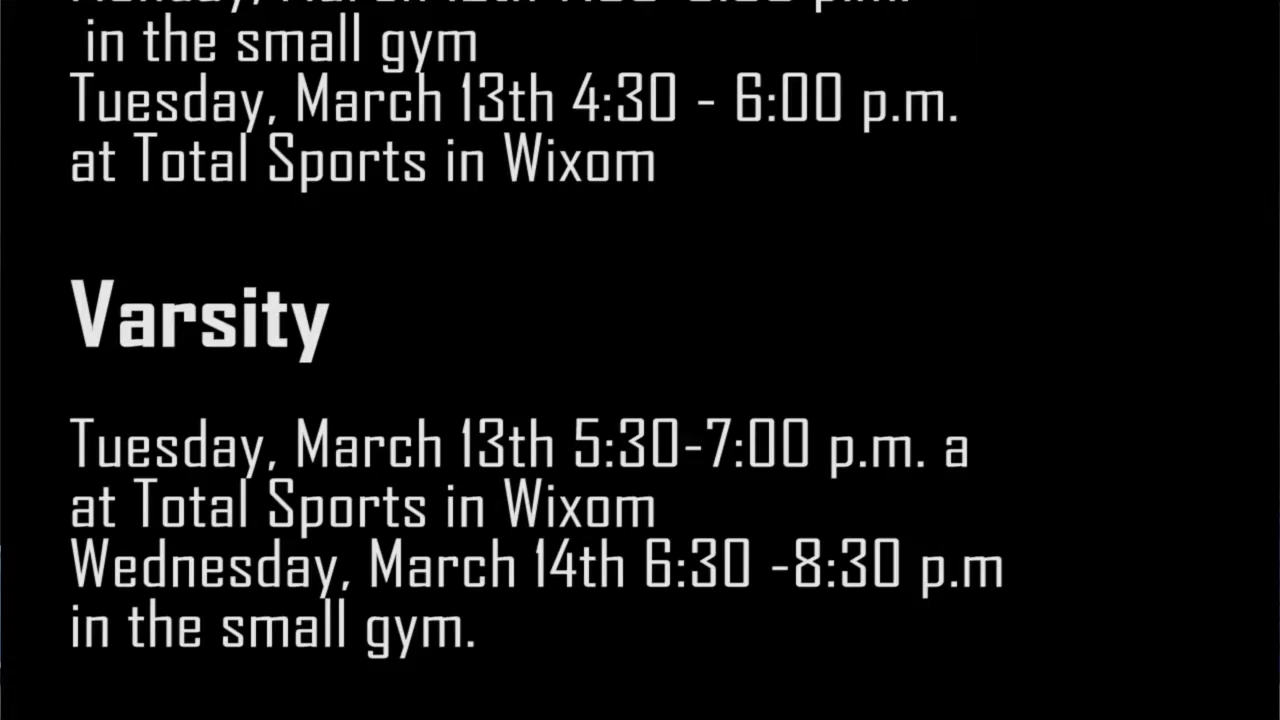 in the small gym
Tuesday, March 13th 4:30 - 6:00 p.m.
at Total Sports in Wixom
Varsity
Tuesday, March 13th 5:30-7:00 p.m. a
at Total Sports in Wixom
Wednesday, March 14th 6:30 -8:30 p.m
in the small gym.